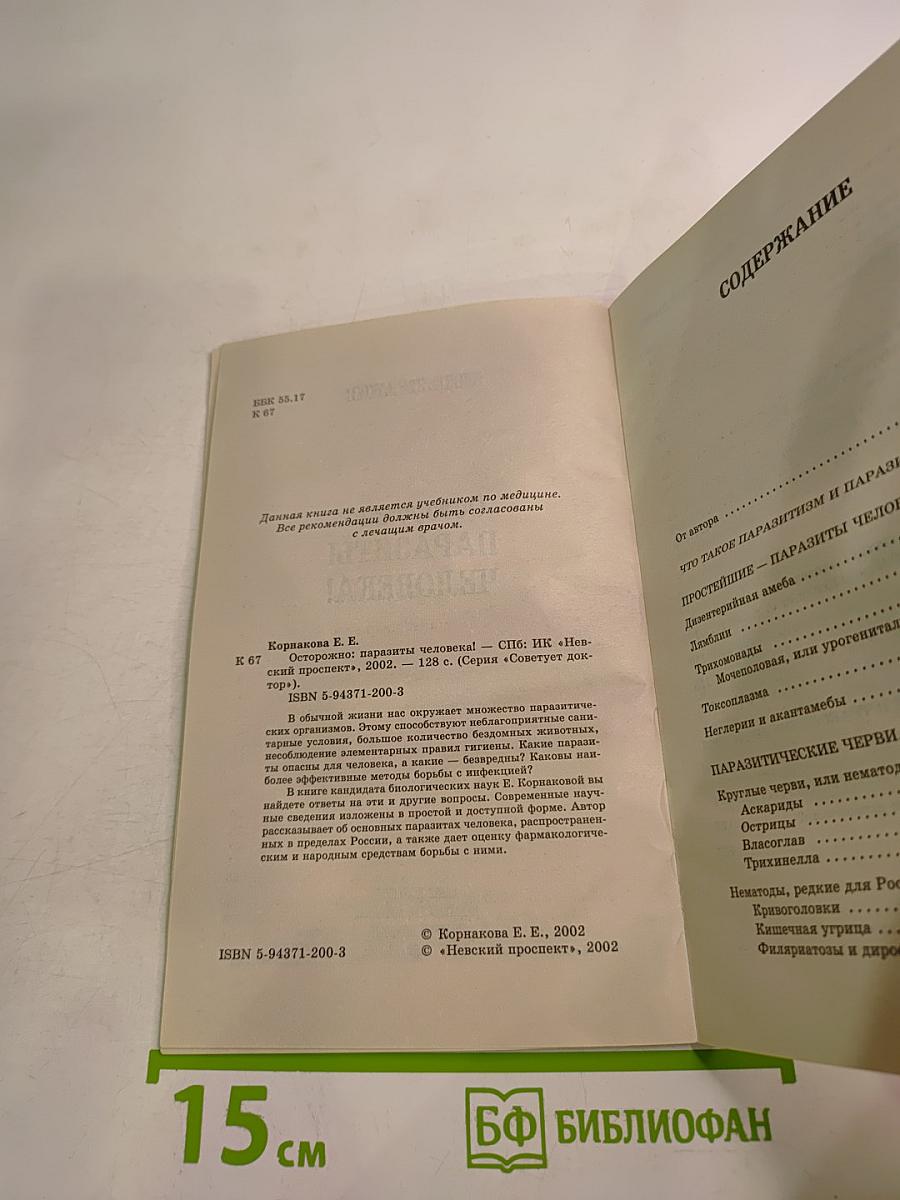 ББК 55.17
К 67
Данная книга не является учебником по медицине.
Все рекомендации должны быть согласованы
с лечащим врачом.
Корнакова Е. Е.
К 67 Осторожно: паразиты человека! — СПб: ИК «Нев-
ский проспект», 2002. — 128 с. (Серия «Советует док-
тор»).
ISBN 5-94371-200-3
В обычной жизни нас окружает множество паразитиче-
ских организмов. Этому способствуют неблагоприятные сани-
тарные условия, большое количество бездомных животных,
несоблюдение элементарных правил гигиены. Какие парази-
ты опасны для человека, а какие — безвредны? Каковы наи-
более эффективные методы борьбы с инфекцией?
В книге кандидата биологических наук Е. Корнаковой вы
найдете ответы на эти и другие вопросы. Современные науч-
ные сведения изложены в простой и доступной форме. Автор
рассказывает об основных паразитах человека, распространен-
ных в пределах России, а также дает оценку фармакологиче-
ским и народным средствам борьбы с ними.
© Корнакова Е. Е., 2002
ISBN 5-94371-200-3 © «Невский проспект», 2002
СОДЕРЖАНИЕ
От автора
ЧТО ТАКОЕ ПАРАЗИТИЗМ И ПАРАЗИ
ПРОСТЕЙШИЕ — ПАРАЗИТЫ ЧЕЛОВ
Дизентерийная амеба
Лямблии
Трихомонады
Мочеполовая, или урогенитал
Токсоплазма
Неглерии и акантамебы
ПАРАЗИТИЧЕСКИЕ ЧЕРВИ
Круглые черви, или нематод
Аскариды
Острицы
Власоглав
Трихинелла
Нематоды, редкие для Рос
Кривоголовки
Кишечная угрица
Филяриатозы и диро
15 см
БФ БИБЛИОФАН